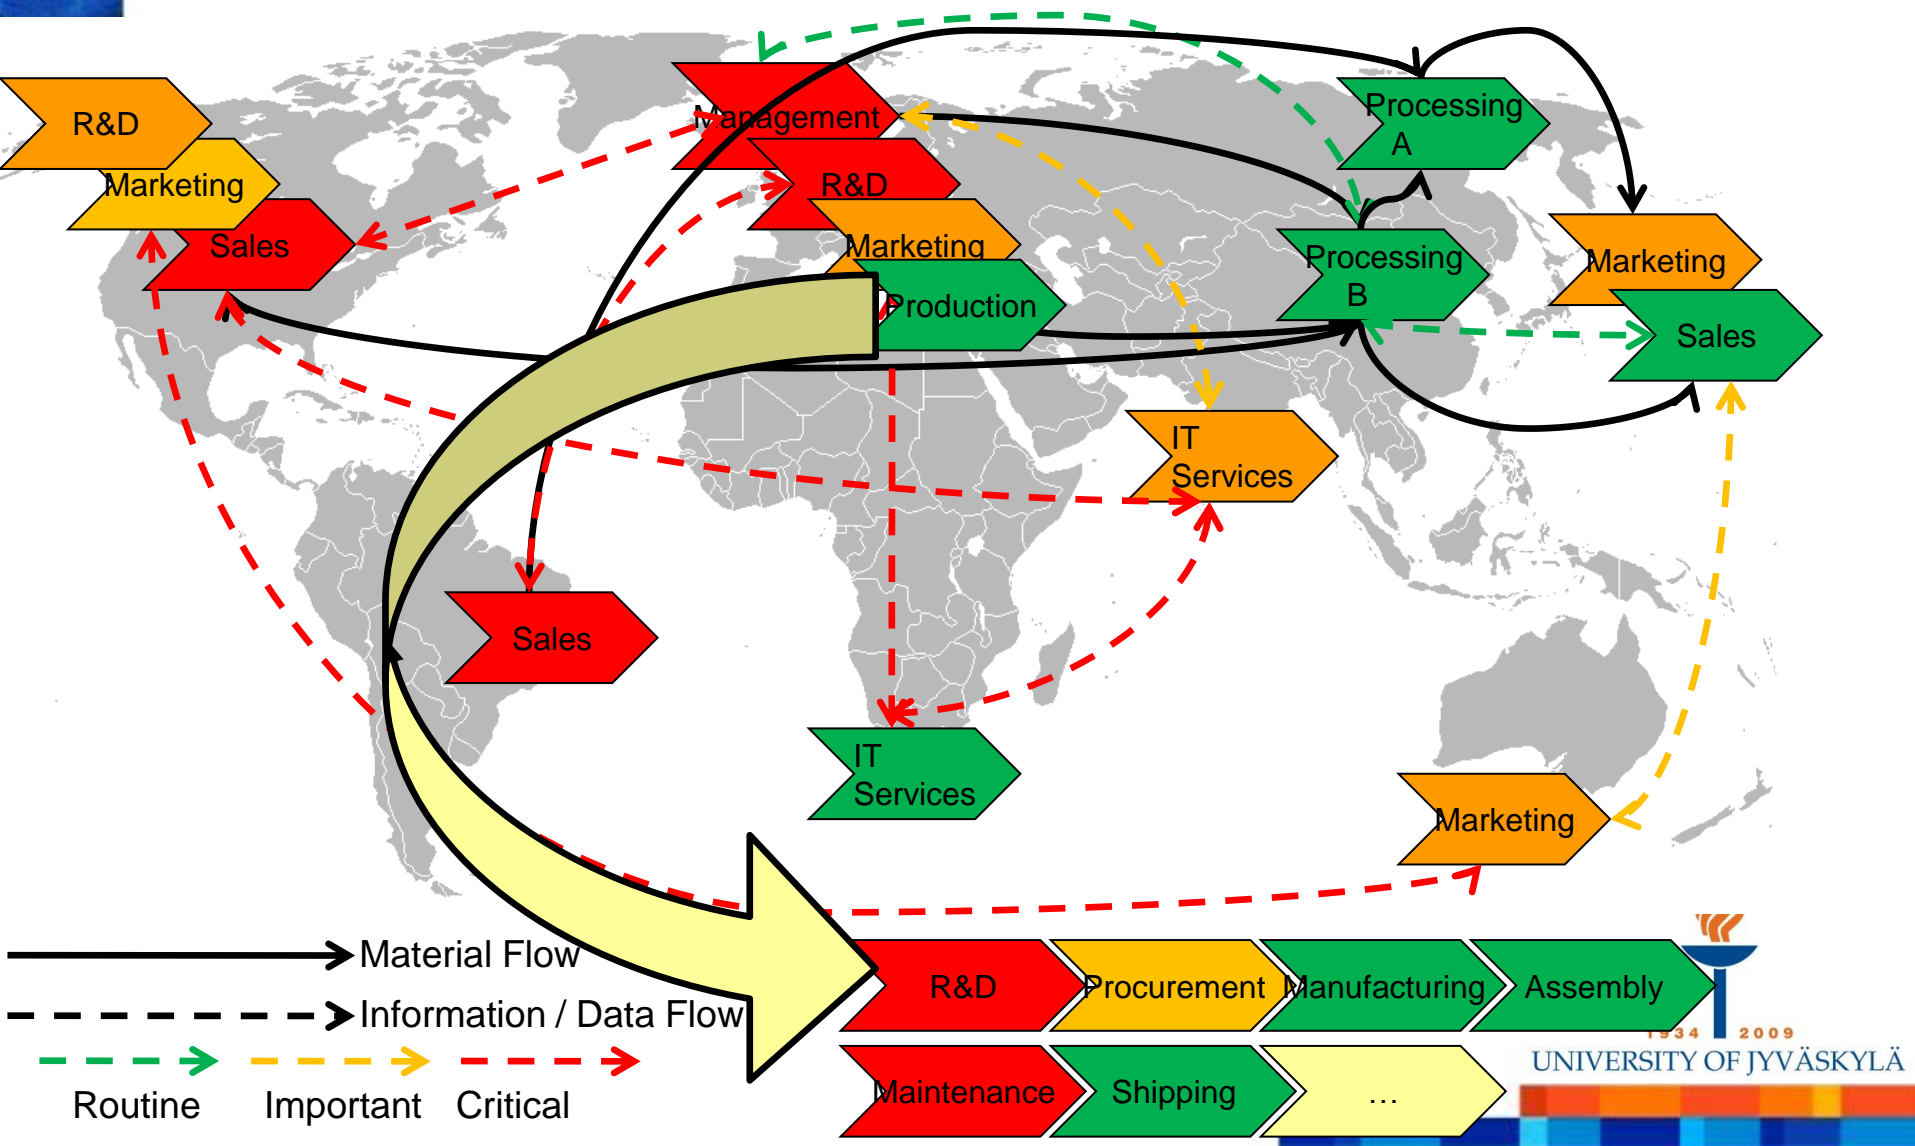 R&D
Marketing
Sales
Management
R&D
Marketing
Production
Processing
A
Processing
B
Marketing
Sales
IT
Services
Sales
IT
Services
Marketing
Material Flow
Information / Data Flow
Routine Important Critical
R&D Procurement Manufacturing Assembly
Maintenance Shipping …
1934 2009
UNIVERSITY OF JYVÄSKYLÄ